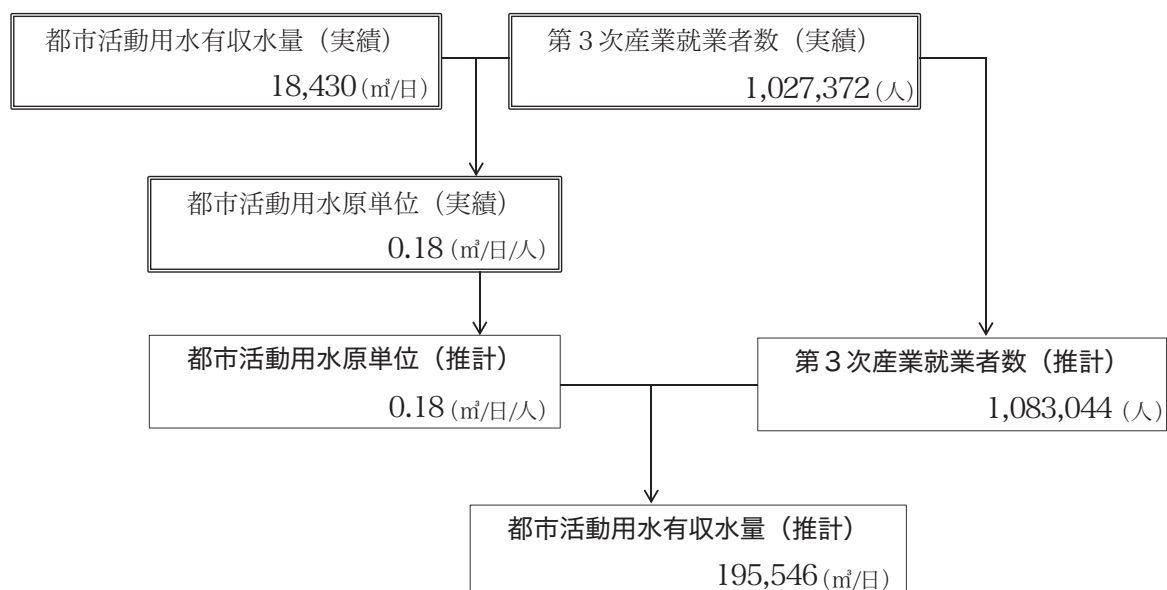 都市活動用水有収水量（実績）
18,430（㎥/日）
第３次産業就業者数（実績）
1,027,372（人）
都市活動用水原単位（実績）
0.18（㎥/日/人）
都市活動用水原単位（推計）
0.18（㎥/日/人）
第３次産業就業者数（推計）
1,083,044（人）
都市活動用水有収水量（推計）
195,546（㎥/日）